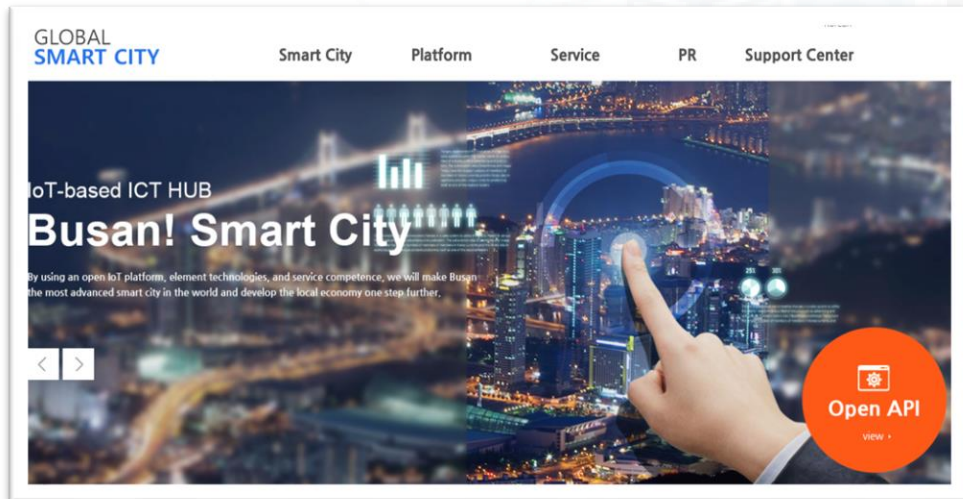 GLOBAL
SMART CITY
Smart City
Platform
Service
PR
Support Center
IoT-based ICT HUB
Busan! Smart City
By using an open IoT platform, element technologies, and service competence, we will make Busan
the most advanced smart city in the world and develop the local economy one step further.
251
301
Open API
view